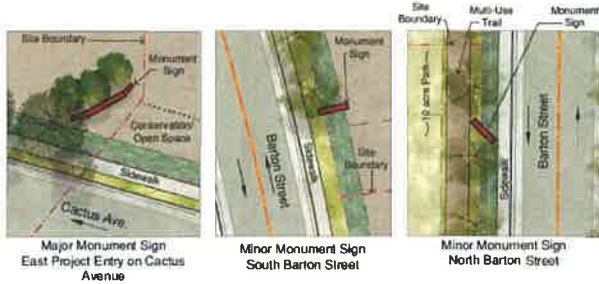 Site Boundary
Monument
Sign
Conservation/
Open Space
Sidewalk
Cactus Ave.
Major Monument Sign
East Project Entry on Cactus
Avenue
Monument
Sign
Barton Street
Sidewalk
Site
Boundary
Minor Monument Sign
South Barton Street
Site
Boundary
Multi-Use
Trail
Monument
Sign
10 acre Park
Sidewalk
Barton Street
Minor Monument Sign
North Barton Street